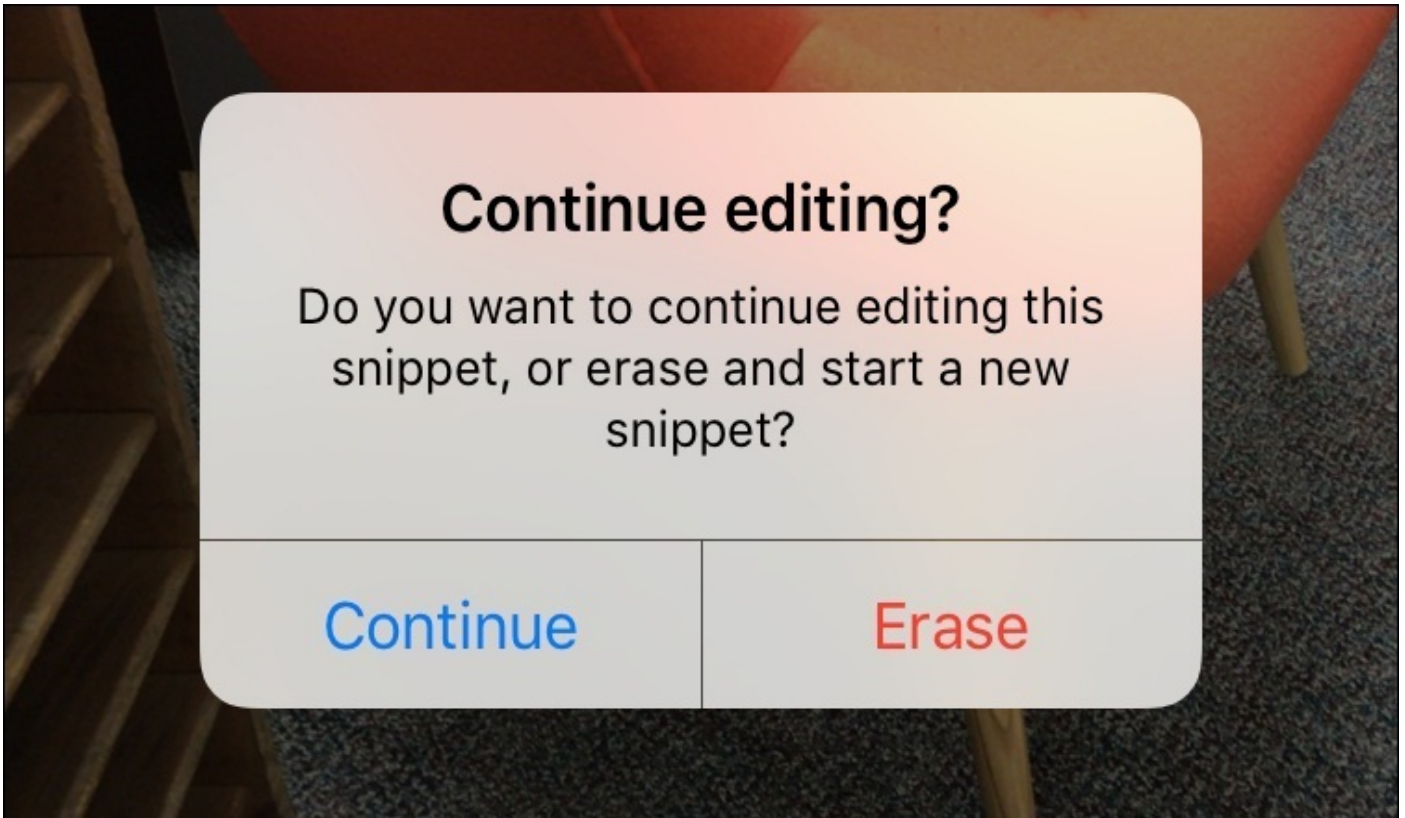 Continue editing?
Do you want to continue editing this
snippet, or erase and start a new
snippet?
Continue
Erase